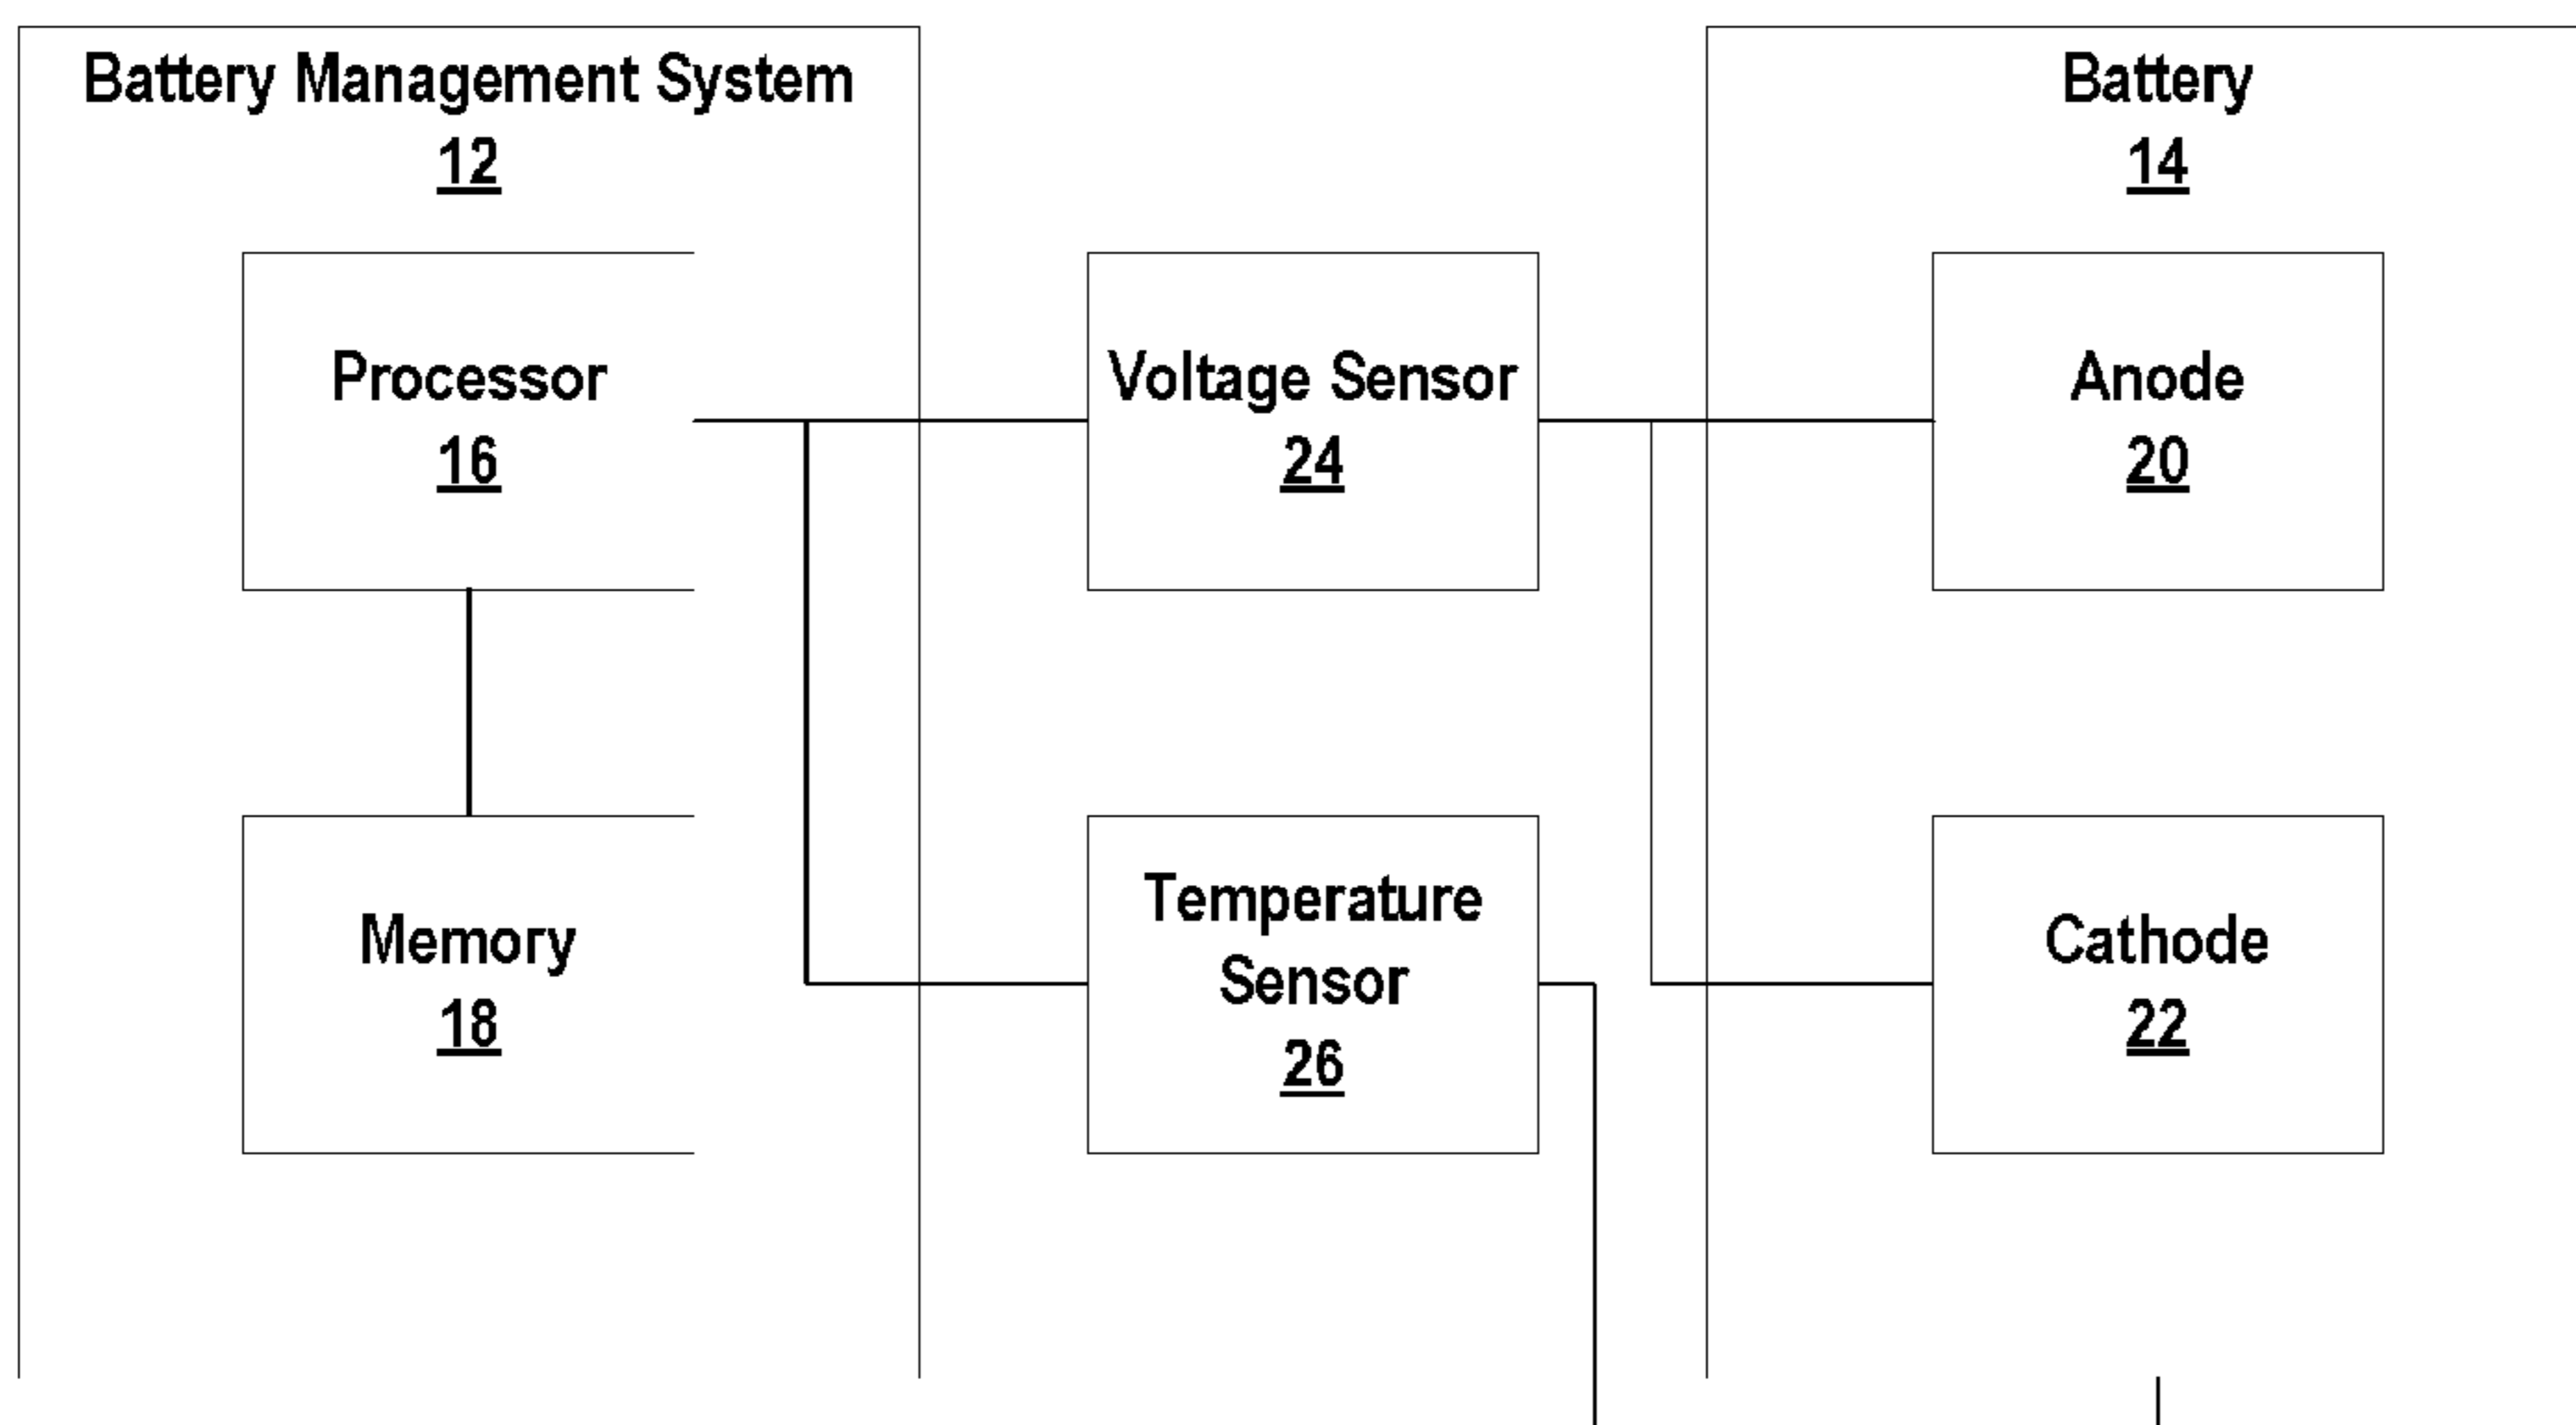 Battery Management System
12
Battery
14
Processor
16
Voltage Sensor
24
Anode
20
Memory
18
Temperature
Sensor
26
Cathode
22